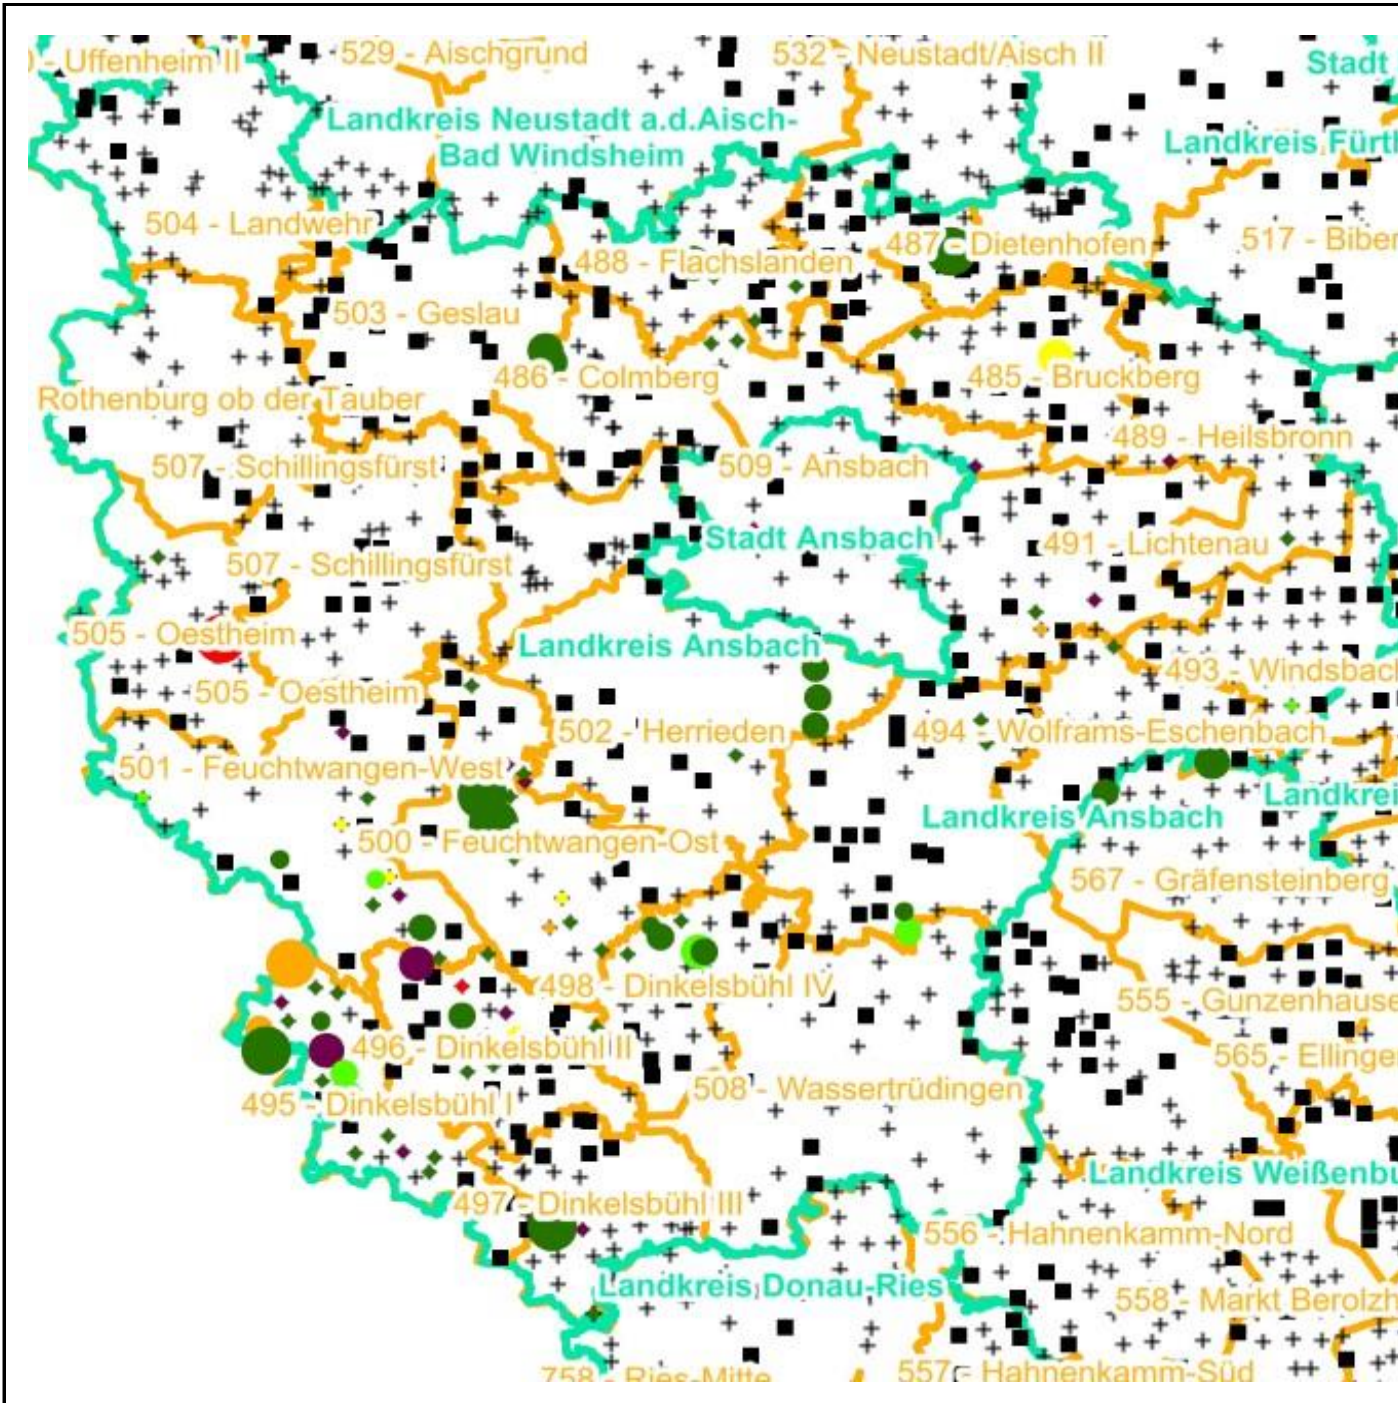 0 - Uffenheim II
529 - Aischgrund
532 - Neustadt/Aisch II
Stadt
Landkreis Neustadt a.d.Aisch-
Bad Windsheim
Landkreis Fürth
504 - Landwehr
488 - Flachslanden
487 - Dietenhofen
517 - Biber
503 - Geslau
486 - Colmberg
485 - Bruckberg
Rothenburg ob der Tauber
489 - Heilsbronn
507 - Schillingsfürst
509 - Ansbach
Stadt Ansbach
491 - Lichtenau
507 - Schillingsfürst
505 - Oestheim
Landkreis Ansbach
493 - Windsbach
505 - Oestheim
502 - Herrieden
494 - Wolframs-Eschenbach
501 - Feuchtwangen-West
Landkrei
Landkreis Ansbach
500 - Feuchtwangen-Ost
567 - Gräfensteinberg
498 - Dinkelsbühl IV
555 - Gunzenhause
496 - Dinkelsbühl II
565 - Ellinge
508 - Wassertrüdingen
495 - Dinkelsbühl I
Landkreis Weißenbu
497 - Dinkelsbühl III
556 - Hahnenkamm-Nord
Landkreis Donau-Ries
558 - Markt Berolzh
758 - Ries-Mitte
557 - Hahnenkamm-Süd